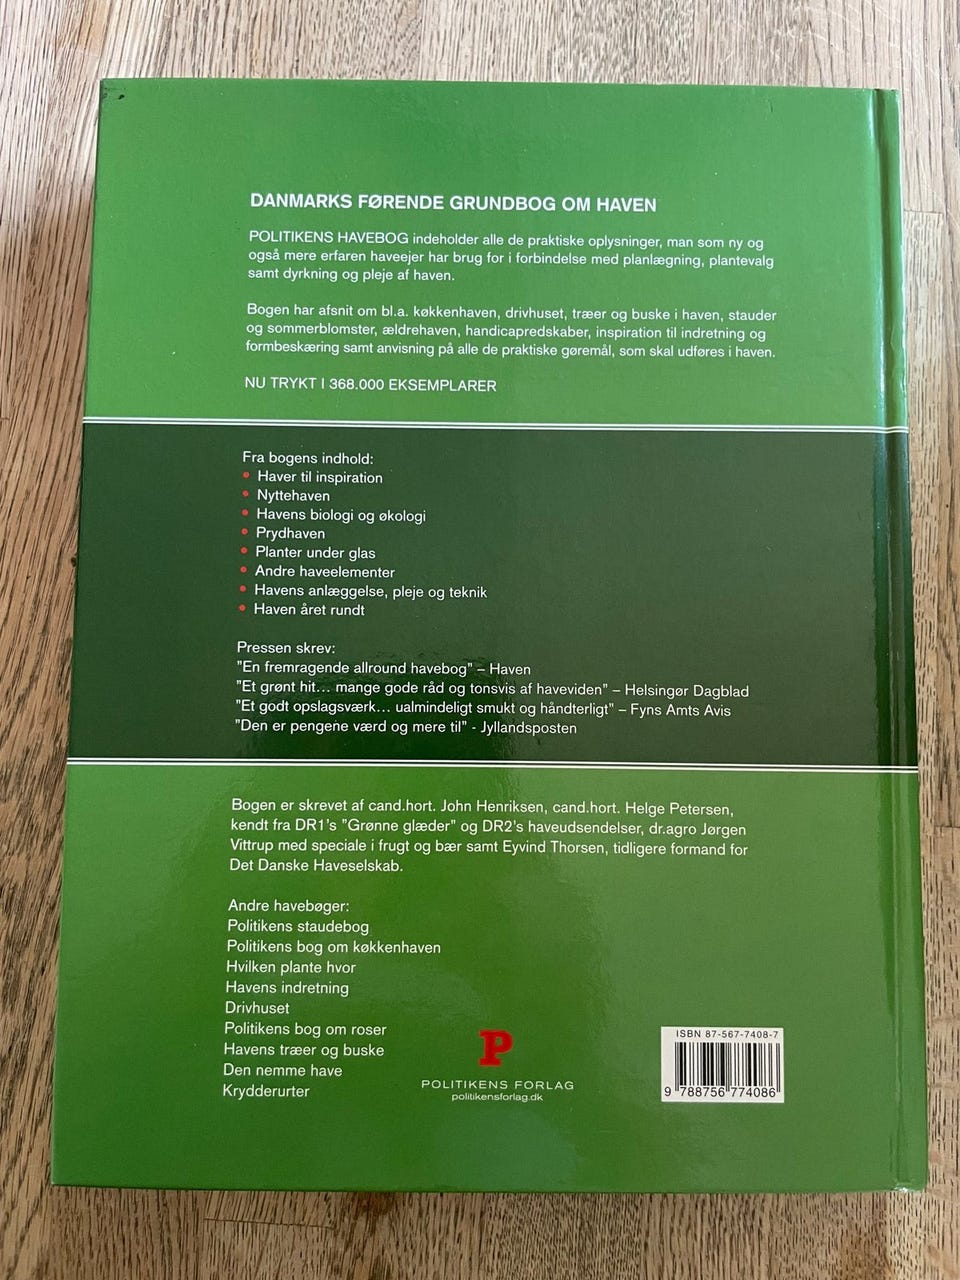 DANMARKS FØRENDE GRUNDBOG OM HAVEN
POLITIKENS HAVEBOG indeholder alle de praktiske oplysninger, man som ny og
også mere erfaren haveejer har brug for i forbindelse med planlægning, plantevalg
samt dyrkning og pleje af haven.
Bogen har afsnit om bl.a. køkkenhaven, drivhuset, træer og buske i haven, stauder
og sommerblomster, ældrehaven, handicapredskaber, inspiration til indretning og
formbeskæring samt anvisning på alle de praktiske gøremål, som skal udføres i haven.
NU TRYKT I 368.000 EKSEMPLARER
Fra bogens indhold:
• Haver til inspiration
• Nyttehaven
• Havens biologi og økologi
• Prydhaven
• Planter under glas
• Andre haveelementer
• Havens anlæggelse, pleje og teknik
• Haven året rundt
Pressen skrev:
"En fremragende allround havebog" – Haven
"Et grønt hit... mange gode råd og tonsvis af haveviden" – Helsingør Dagblad
"Et godt opslagsværk... ualmindeligt smukt og håndterligt" – Fyns Amts Avis
"Den er pengene værd og mere til" - Jyllandsposten
Bogen er skrevet af cand.hort. John Henriksen, cand.hort. Helge Petersen,
kendt fra DR1's "Grønne glæder" og DR2's haveudsendelser, dr.agro Jørgen
Vittrup med speciale i frugt og bær samt Eyvind Thorsen, tidligere formand for
Det Danske Haveselskab.
Andre havebøger:
Politikens staudebog
Politikens bog om køkkenhaven
Hvilken plante hvor
Havens indretning
Drivhuset
Politikens bog om roser
Havens træer og buske
Den nemme have
Krydderurter
P
POLITIKENS FORLAG
politikensforlag.dk
ISBN 87-567-7408-7
9 788756 774086